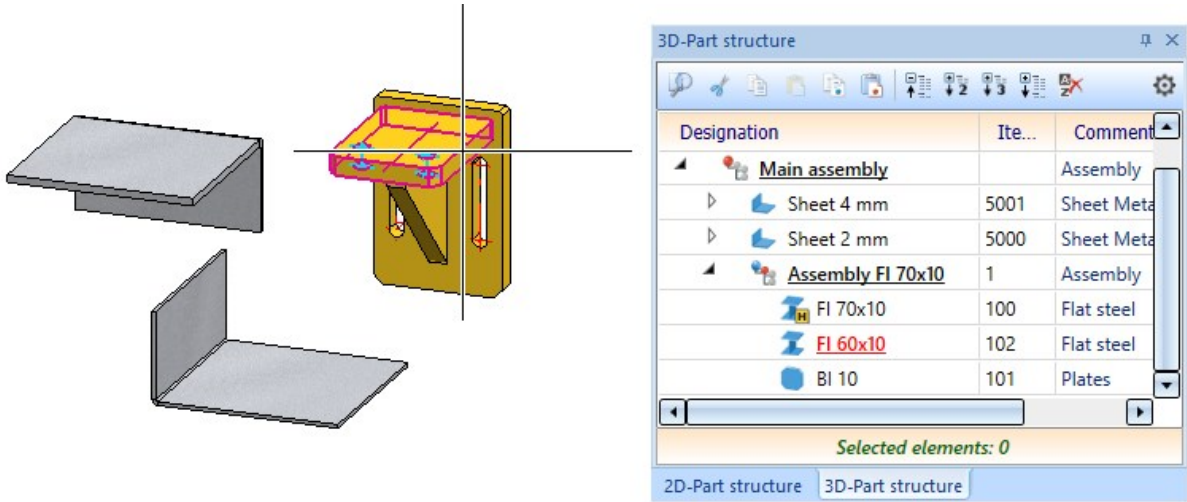 3D-Part structure
2 3 A Z
Designation Ite... Comment
Main assembly Assembly
Sheet 4 mm 5001 Sheet Meta
Sheet 2 mm 5000 Sheet Meta
Assembly Fl 70x10 1 Assembly
H Fl 70x10 100 Flat steel
Fl 60x10 102 Flat steel
Bl 10 101 Plates
Selected elements: 0
2D-Part structure 3D-Part structure